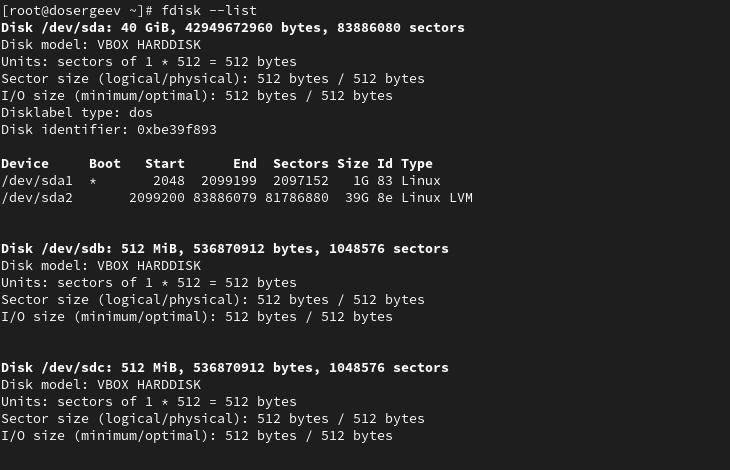 [root@dosergeev ~]# fdisk --list
Disk /dev/sda: 40 GiB, 42949672960 bytes, 83886080 sectors
Disk model: VBOX HARDDISK
Units: sectors of 1 * 512 = 512 bytes
Sector size (logical/physical): 512 bytes / 512 bytes
I/O size (minimum/optimal): 512 bytes / 512 bytes
Disklabel type: dos
Disk identifier: 0xbe39f893
Device     Boot   Start      End  Sectors Size Id Type
/dev/sda1  *       2048  2099199  2097152   1G 83 Linux
/dev/sda2       2099200 83886079 81786880  39G 8e Linux LVM
Disk /dev/sdb: 512 MiB, 536870912 bytes, 1048576 sectors
Disk model: VBOX HARDDISK
Units: sectors of 1 * 512 = 512 bytes
Sector size (logical/physical): 512 bytes / 512 bytes
I/O size (minimum/optimal): 512 bytes / 512 bytes
Disk /dev/sdc: 512 MiB, 536870912 bytes, 1048576 sectors
Disk model: VBOX HARDDISK
Units: sectors of 1 * 512 = 512 bytes
Sector size (logical/physical): 512 bytes / 512 bytes
I/O size (minimum/optimal): 512 bytes / 512 bytes